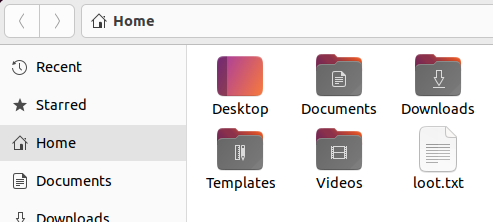 Home
Recent
Starred
Home
Documents
Downloads
Desktop Documents Downloads
Templates Videos loot.txt